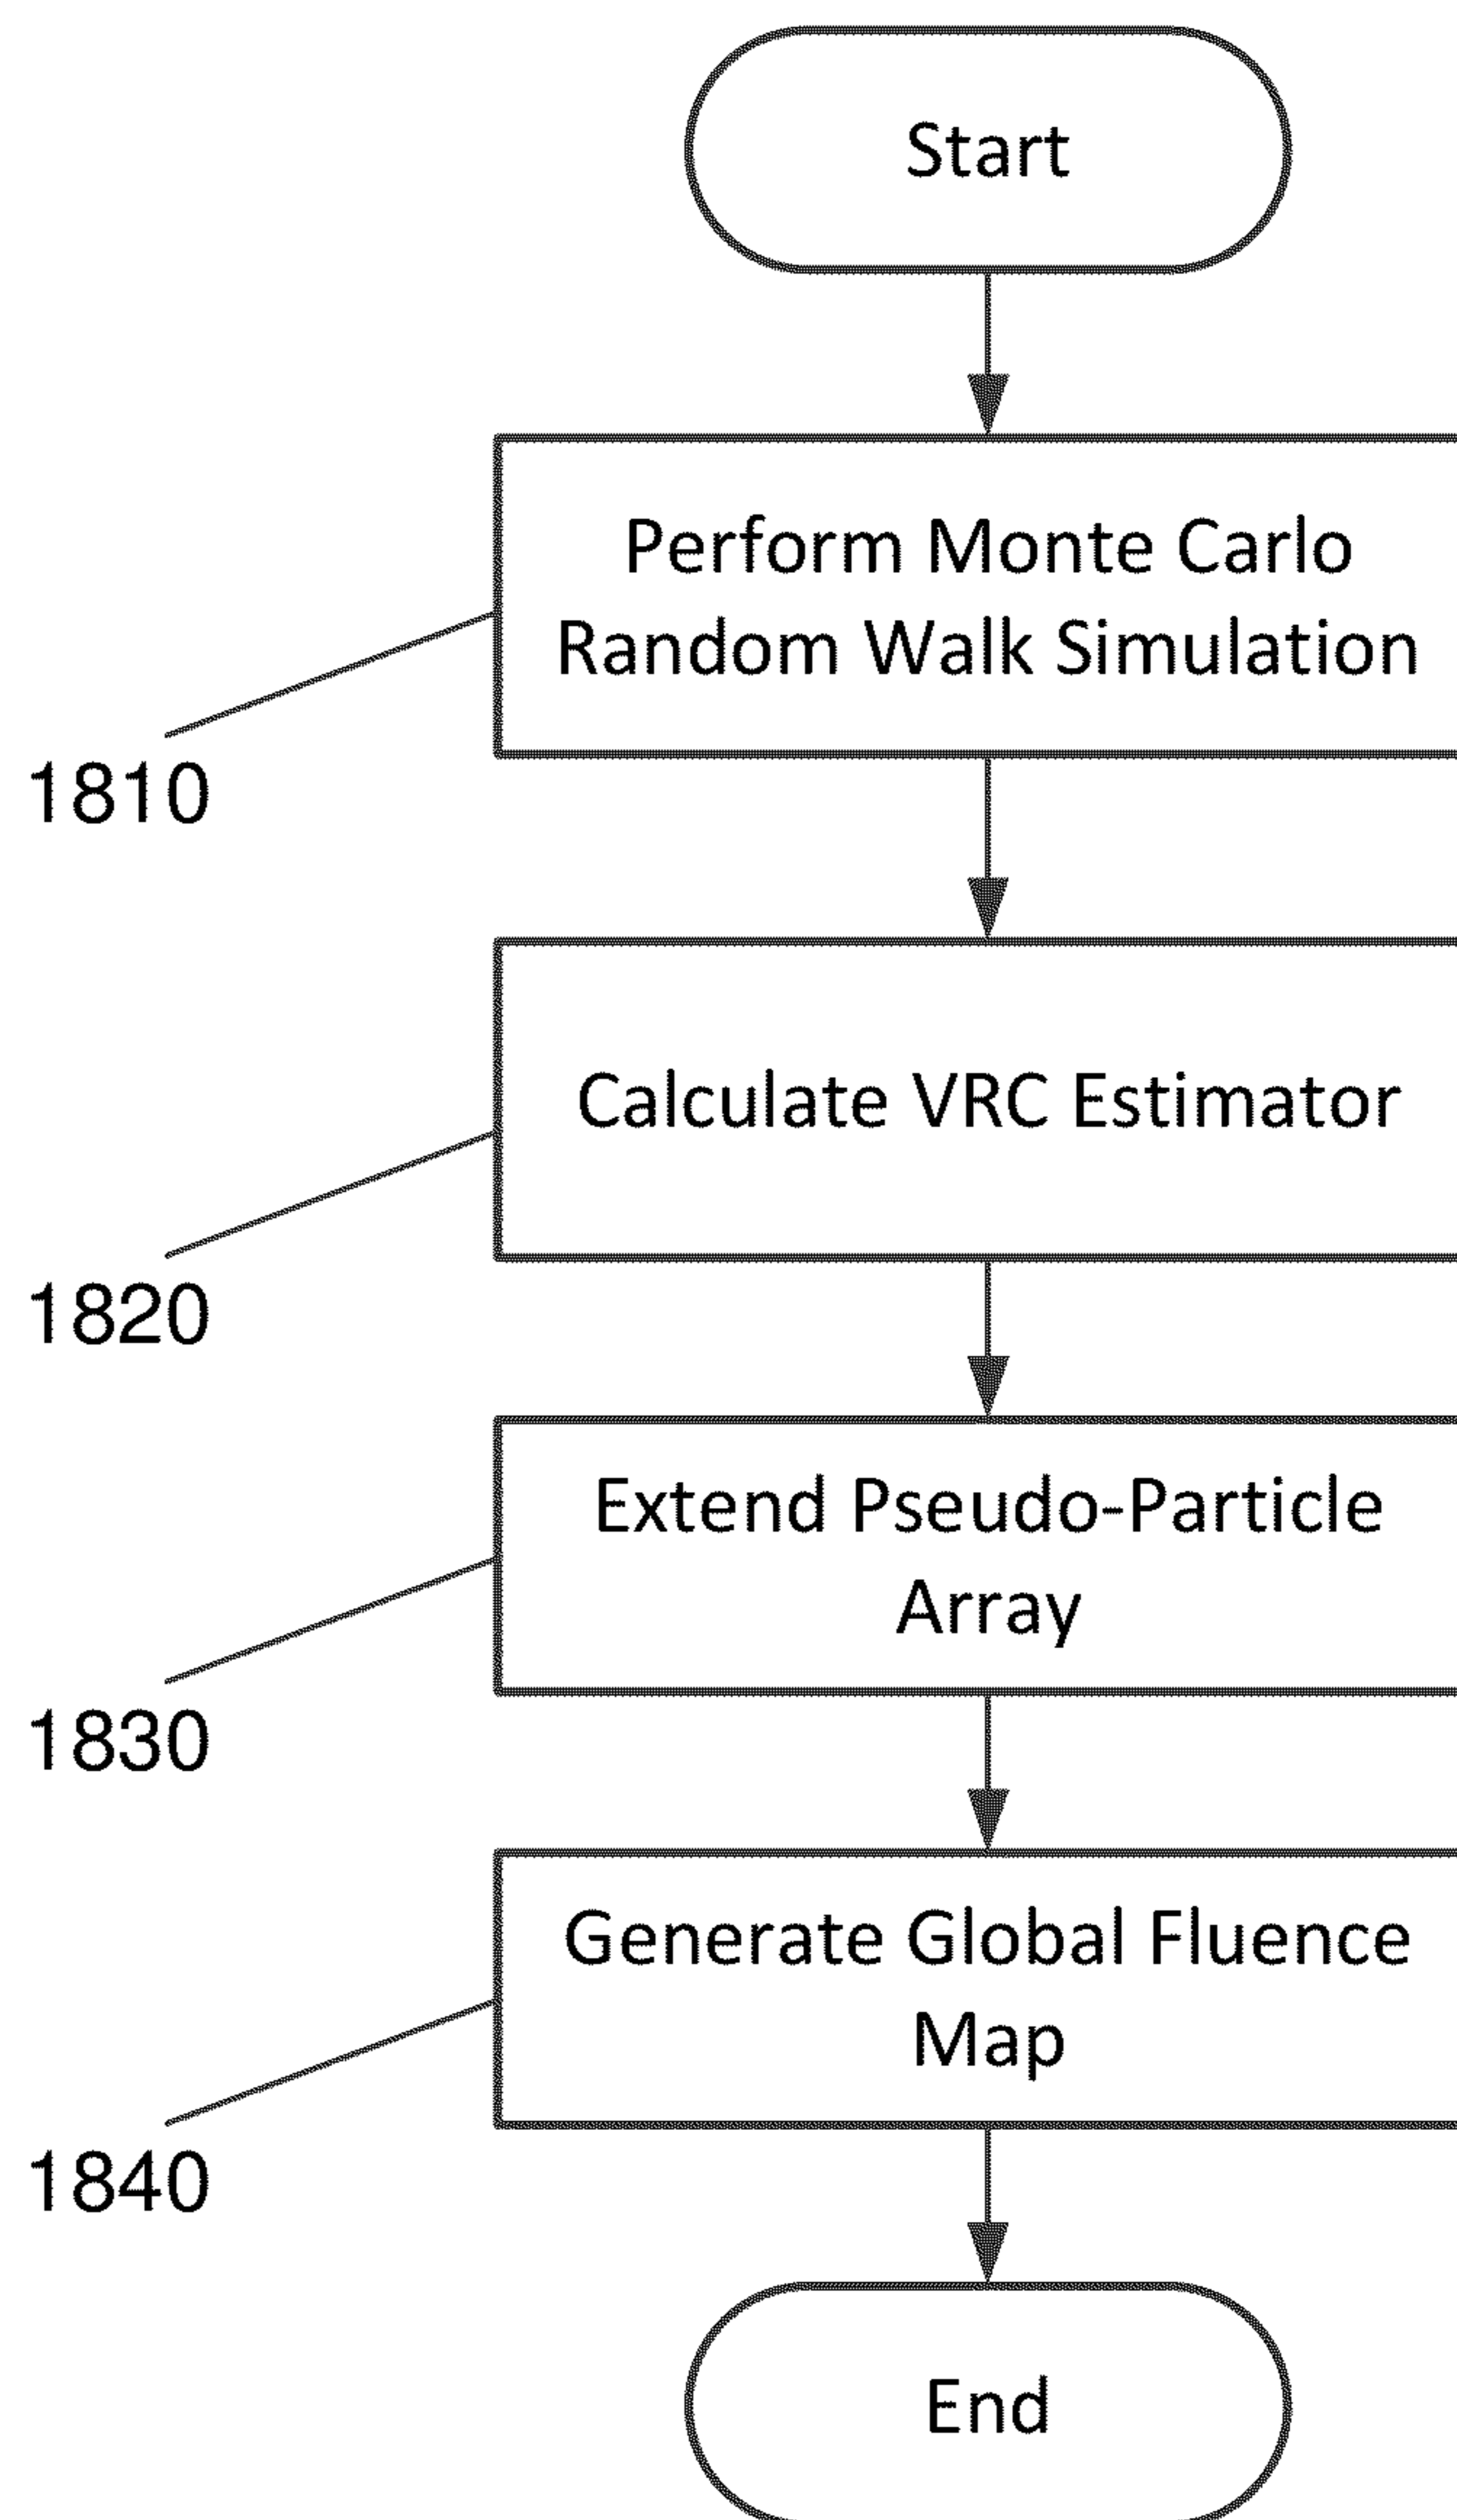 Start
Perform Monte Carlo
Random Walk Simulation
1810
Calculate VRC Estimator
1820
Extend Pseudo-Particle
Array
1830
Generate Global Fluence
Map
1840
End